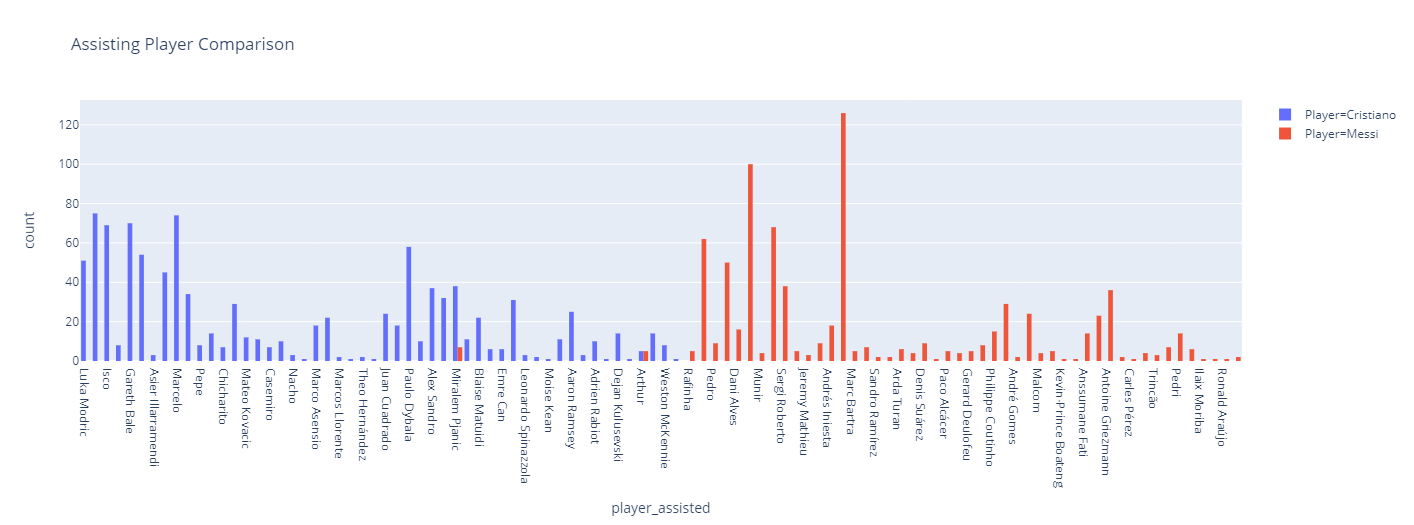 Assisting Player Comparison
Player=Cristiano
Player=Messi
count
120
100
80
60
40
20
0
Luka Modric
Isco
Gareth Bale
Asier Illarramendi
Marcelo
Pepe
Chicharito
Mateo Kovacic
Casemiro
Nacho
Marco Asensio
Marcos Llorente
Theo Hernández
Juan Cuadrado
Paulo Dybala
Alex Sandro
Miralem Pjanic
Blaise Matuidi
Emre Can
Leonardo Spinazzola
Moise Kean
Aaron Ramsey
Adrien Rabiot
Dejan Kulusevski
Arthur
Weston McKennie
Rafinha
Pedro
Dani Alves
Munir
Sergi Roberto
Jeremy Mathieu
Andrés Iniesta
Marc Bartra
Sandro Ramírez
Arda Turan
Denis Suárez
Paco Alcácer
Gerard Deulofeu
Philippe Coutinho
André Gomes
Malcom
Kevin-Prince Boateng
Anssumane Fati
Antoine Griezmann
Carles Pérez
Trincão
Pedri
Ilaix Moriba
Ronald Araújo
player_assisted